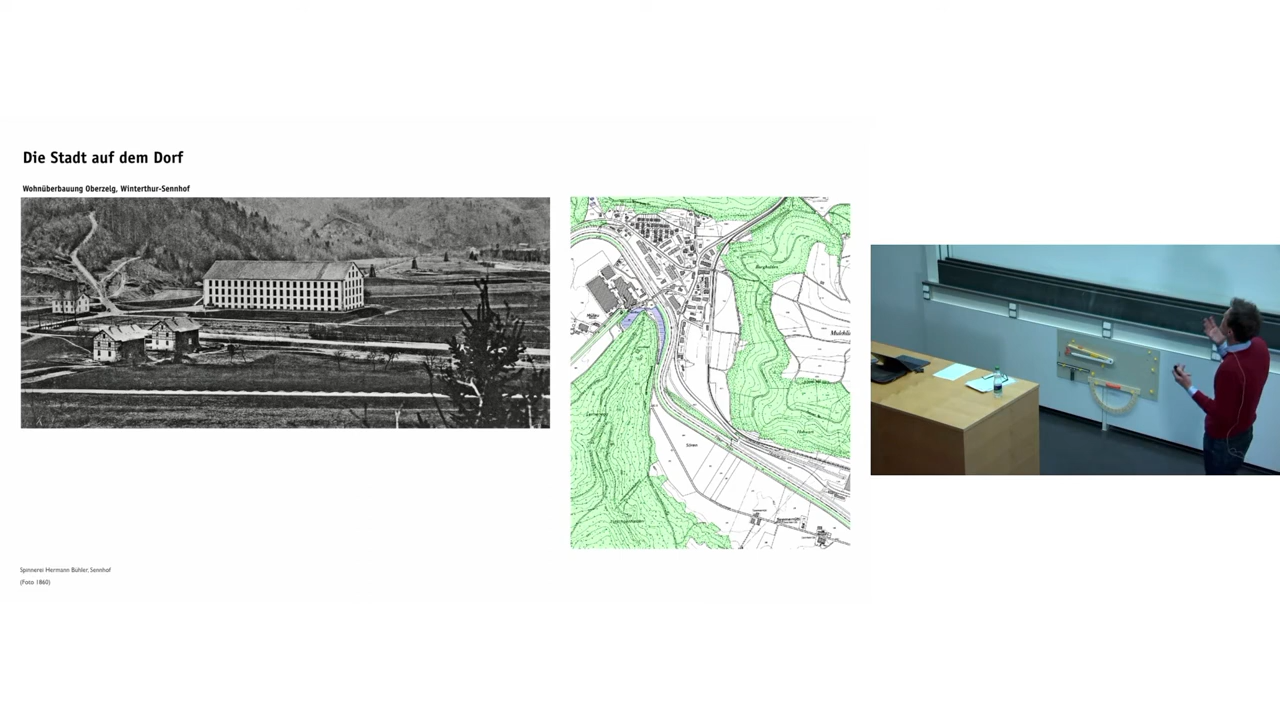 Die Stadt auf dem Dorf
Wohnüberbauung Oberzelg, Winterthur-Sennhof
Spinnerei Hermann Bühler, Sennhof
(Foto 1860)